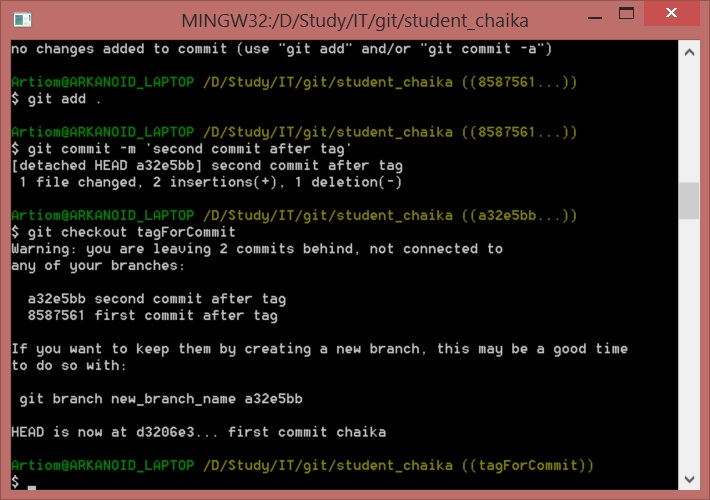 MINGW32:/D/Study/IT/git/student_chaika
no changes added to commit (use "git add" and/or "git commit -a")
Artiom@ARKANOID_LAPTOP /D/Study/IT/git/student_chaika ((8587561...))
$ git add .
Artiom@ARKANOID_LAPTOP /D/Study/IT/git/student_chaika ((8587561...))
$ git commit -m 'second commit after tag'
[detached HEAD a32e5bb] second commit after tag
1 file changed, 2 insertions(+), 1 deletion(-)
Artiom@ARKANOID_LAPTOP /D/Study/IT/git/student_chaika ((a32e5bb...))
$ git checkout tagForCommit
Warning: you are leaving 2 commits behind, not connected to
any of your branches:
a32e5bb second commit after tag
8587561 first commit after tag
If you want to keep them by creating a new branch, this may be a good time
to do so with:
git branch new_branch_name a32e5bb
HEAD is now at d3206e3... first commit chaika
Artiom@ARKANOID_LAPTOP /D/Study/IT/git/student_chaika ((tagForCommit))
$